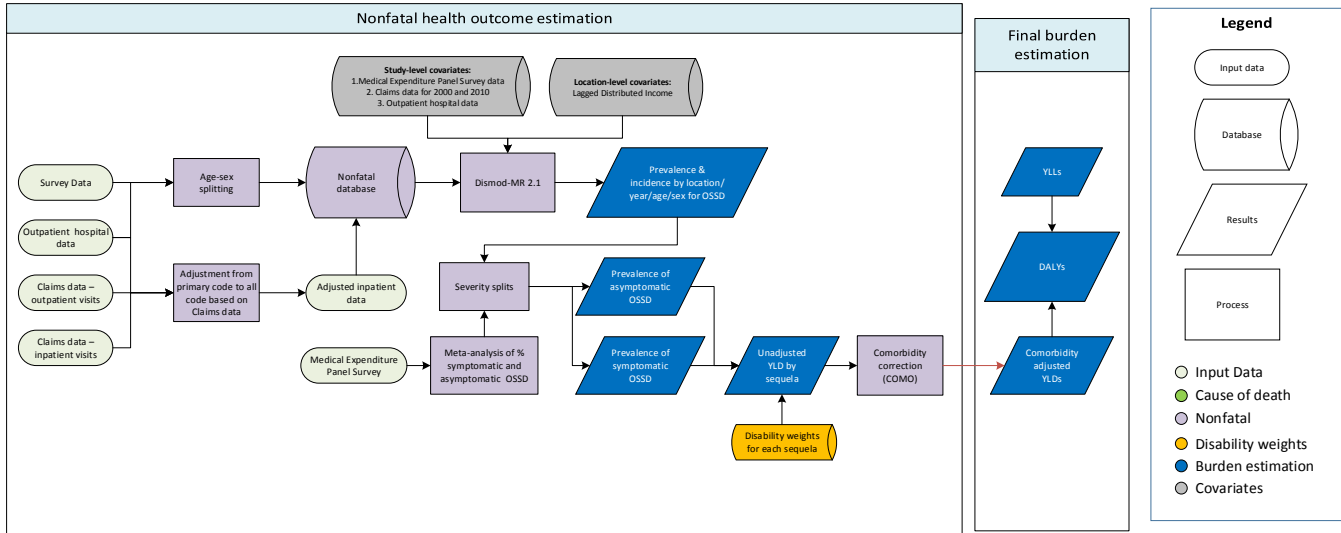 Nonfatal health outcome estimation
Final burden
estimation
Legend
Study-level covariates:
1.Medical Expenditure Panel Survey data
2. Claims data for 2000 and 2010
3. Outpatient hospital data
Location-level covariates:
Lagged Distributed Income
Input data
Database
Results
Process
Survey Data
Age-sex
splitting
Nonfatal
database
Dismod-MR 2.1
Prevalence &
incidence by location/
year/age/sex for OSSD
YLLs
Outpatient hospital
data
Claims data –
outpatient visits
Claims data –
inpatient visits
Adjustment from
primary code to all
code based on
Claims data
Adjusted inpatient
data
Severity splits
Prevalence of
asymptomatic
OSSD
DALYs
Medical Expenditure
Panel Survey
Meta-analysis of %
symptomatic and
asymptomatic OSSD
Prevalence of
symptomatic
OSSD
Unadjusted
YLD by
sequela
Comorbidity
correction
(COMO)
Comorbidity
adjusted
YLDs
Disability weights
for each sequela
Input Data
Cause of death
Nonfatal
Disability weights
Burden estimation
Covariates